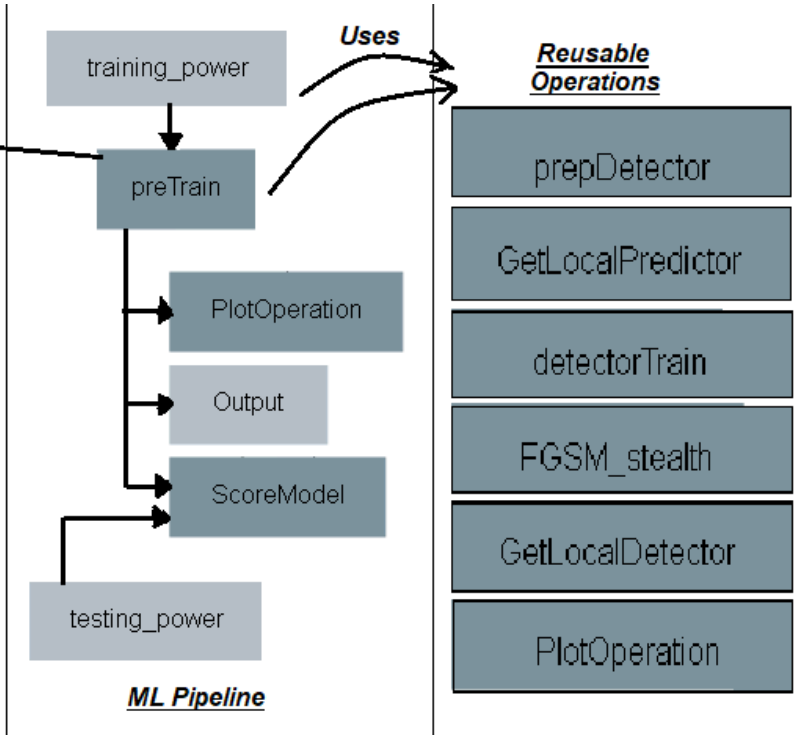 training_power
preTrain
PlotOperation
Output
ScoreModel
testing_power
ML Pipeline
Uses
Reusable
Operations
prepDetector
GetLocalPredictor
detectorTrain
FGSM_stealth
GetLocalDetector
PlotOperation